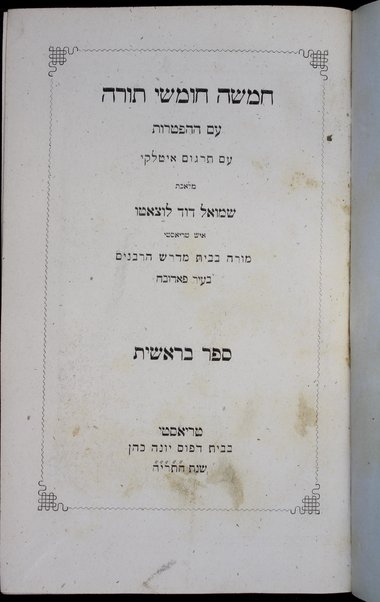 חמשה חומשי תורה
עם ההפטרות
עם תרגום איטלקי
מלאכת
שמואל דוד לוצאטו
איש טריאסטי
מורה בבית מדרש הרבנים
בעיר פאדובה
ספר בראשית
טריאסטי
בבית דפוס יונה כהן
שנת התרי״ח